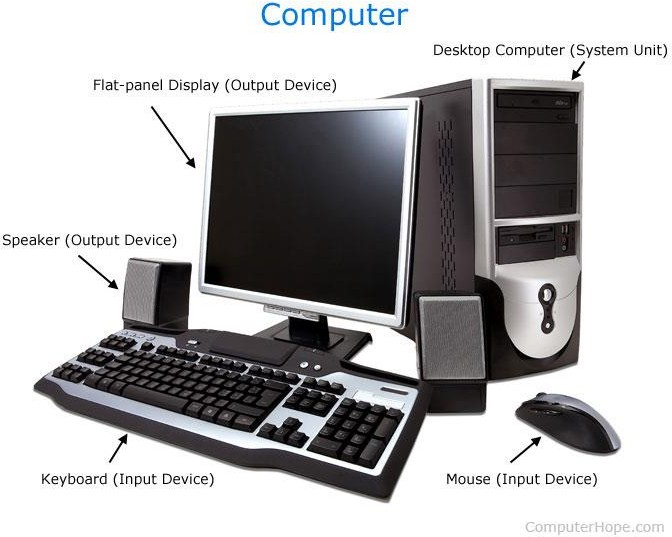 Computer
Desktop Computer (System Unit)
Flat-panel Display (Output Device)
Speaker (Output Device)
Keyboard (Input Device)
Mouse (Input Device)
ComputerHope.com